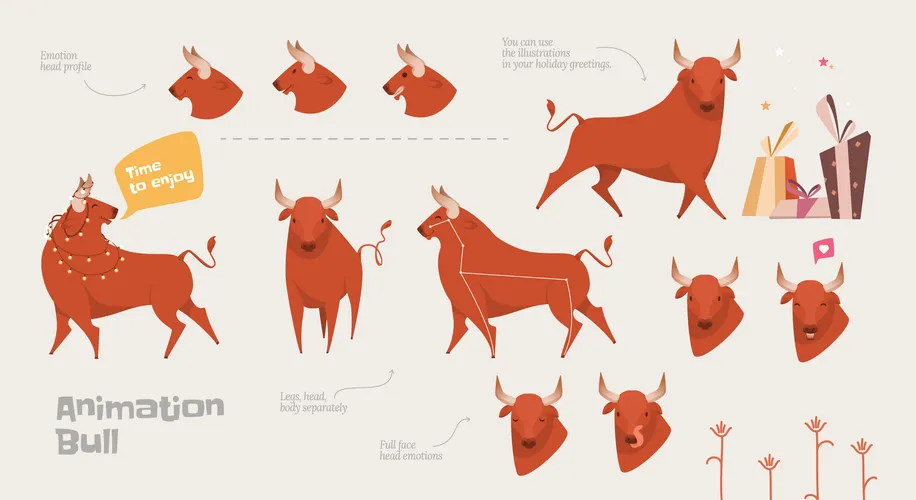 Emotion
head profile
You can use
the illustrations
in your holiday greetings.
Time
to enjoy
Legs, head,
body separately
Animation
Bull
Full face
head emotions